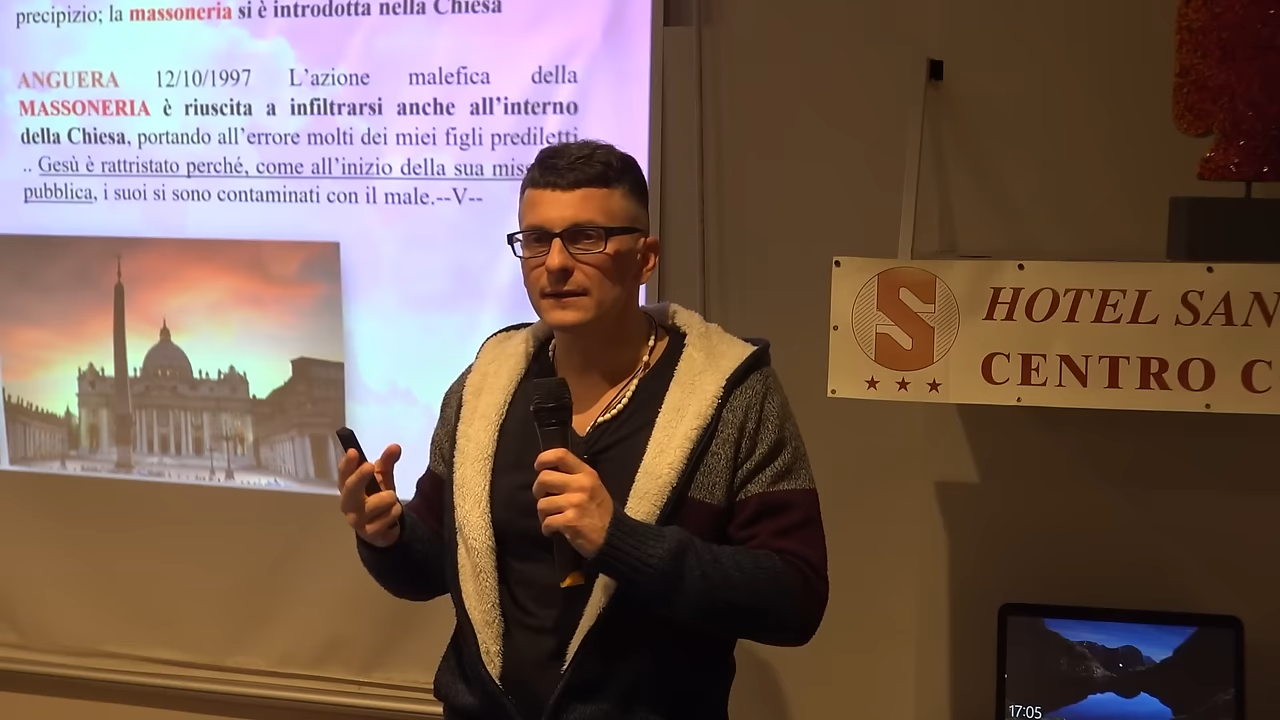 precipizio; la massoneria si è introdotta nella Chiesa
ANGUERA 12/10/1997 L'azione malefica della
MASSONERIA è riuscita a infiltrarsi anche all'interno
della Chiesa, portando all'errore molti dei miei figli prediletti
.. Gesù è rattristato perché, come all'inizio della sua mis
pubblica, i suoi si sono contaminati con il male.--V--
S
HOTEL SAN
CENTRO C
17:05